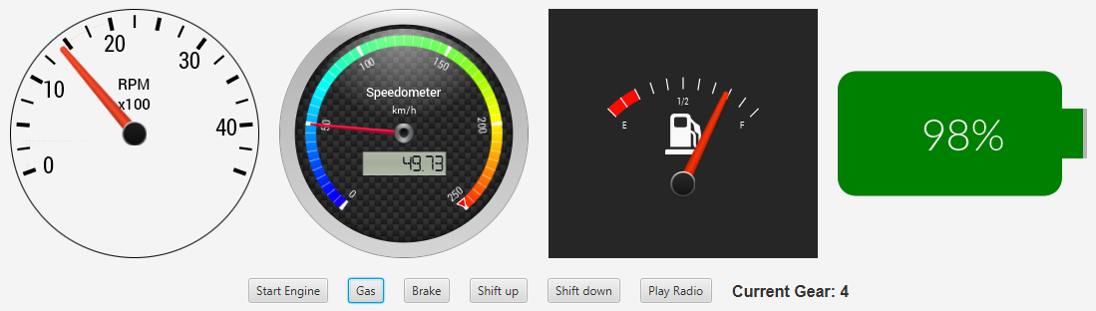 0
10
20
30
40
RPM
x100
0
50
100
150
200
250
Speedometer
km/h
49.73
E
1/2
F
98%
Start Engine Gas Brake Shift up Shift down Play Radio Current Gear: 4